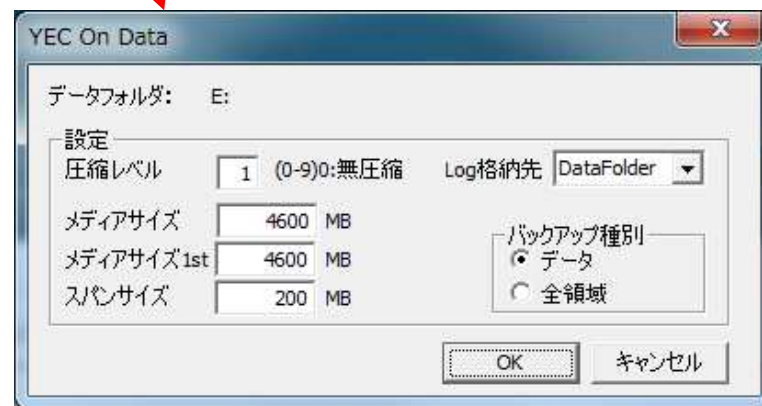 YEC On Data
データフォルダ: E:
設定
圧縮レベル 1 (0-9)0:無圧縮 Log格納先 DataFolder
メディアサイズ 4600 MB
メディアサイズ1st 4600 MB
スパンサイズ 200 MB
バックアップ種別
データ
全領域
OK キャンセル